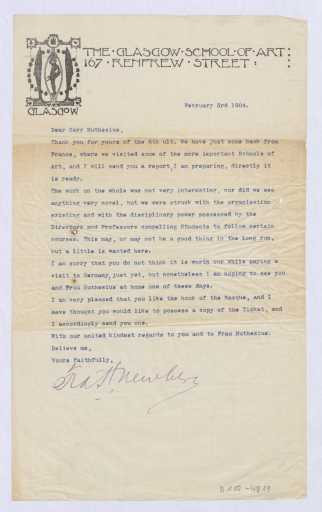 THE · GLASGOW · SCHOOL · OF · ART :
167 · RENFREW · STREET :
GLASGOW
February 3rd 1904.
Dear Herr Muthesius,
Thank you for yours of the 6th ult. We have just come back from
France, where we visited some of the more important Schools of
Art, and I will send you a report I am preparing, directly it
is ready.
The work on the whole was not very interesting, nor did we see
anything very novel, but we were struck with the organisation
existing and with the disciplinary power possessed by the
Directors and Professors compelling Students to follow certain
courses. This may, or may not be a good thing in the long run,
but a little is wanted here.
I am sorry that you do not think it is worth our while paying a
visit to Germany, just yet, but nonetheless I am hoping to see you
and Frau Muthesius at home one of these days.
I am very pleased that you like the book of the Masque, and I
have thought you would like to possess a copy of the Ticket, and
I accordingly send you one.
With our united kindest regards to you and to Frau Muthesius.
Believe me,
Yours faithfully,
Fra H Newbery